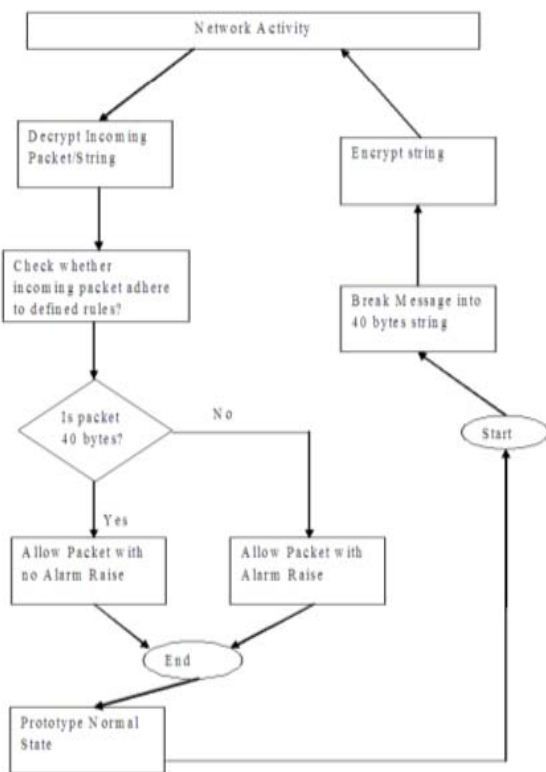 Network Activity
Decrypt Incoming
Packet/String
Encrypt string
Check whether
incoming packet adhere
to defined rules?
Break Message into
40 bytes string
Is packet
40 bytes?
No
Start
Yes
Allow Packet with
no Alarm Raise
Allow Packet with
Alarm Raise
End
Prototype Normal
State